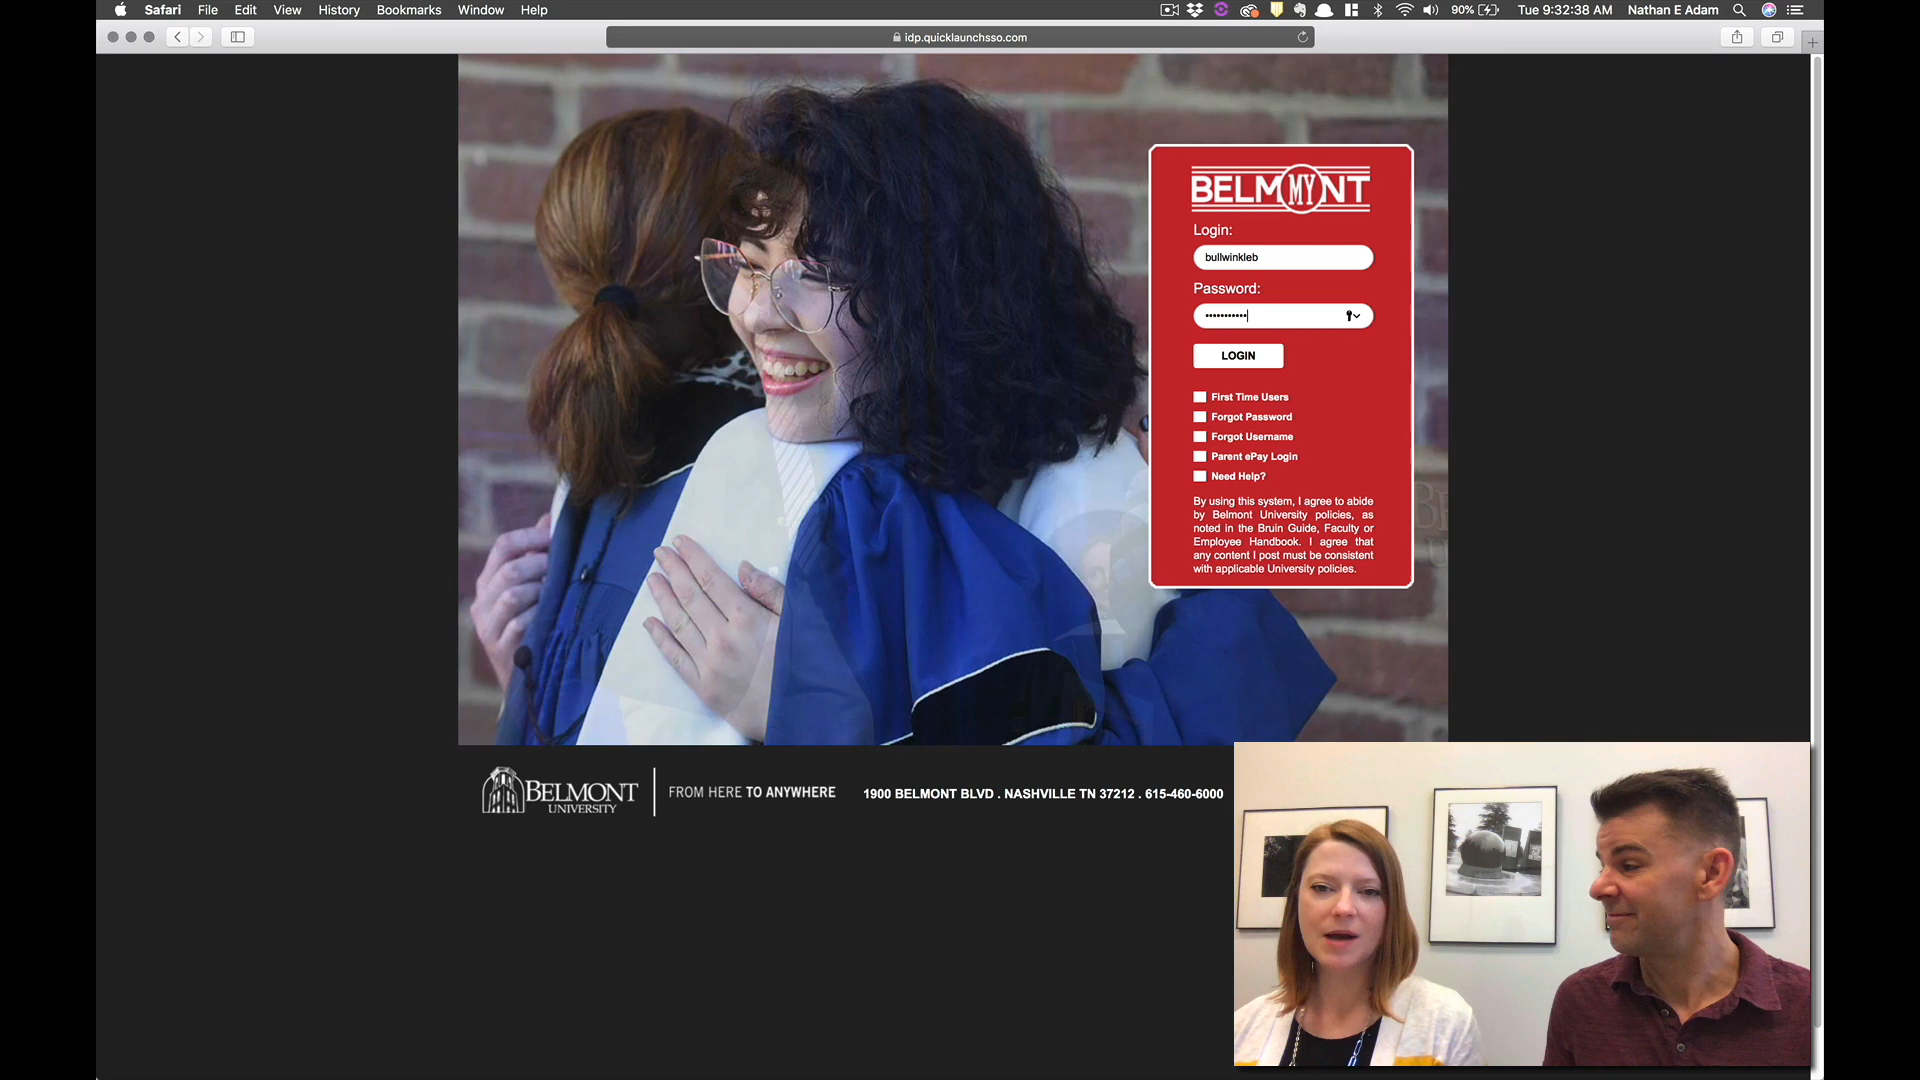 Safari File Edit View History Bookmarks Window Help 90% Tue 9:32:38 AM Nathan E Adam
idp.quicklaunchsso.com
BELMMYNT
Login:
bullwinkleb
Password:
•••••••••••
LOGIN
First Time Users
Forgot Password
Forgot Username
Parent ePay Login
Need Help?
By using this system, I agree to abide
by Belmont University policies, as
noted in the Bruin Guide, Faculty or
Employee Handbook. I agree that
any content I post must be consistent
with applicable University policies.
BELMONT
UNIVERSITY
FROM HERE TO ANYWHERE
1900 BELMONT BLVD . NASHVILLE TN 37212 . 615-460-6000